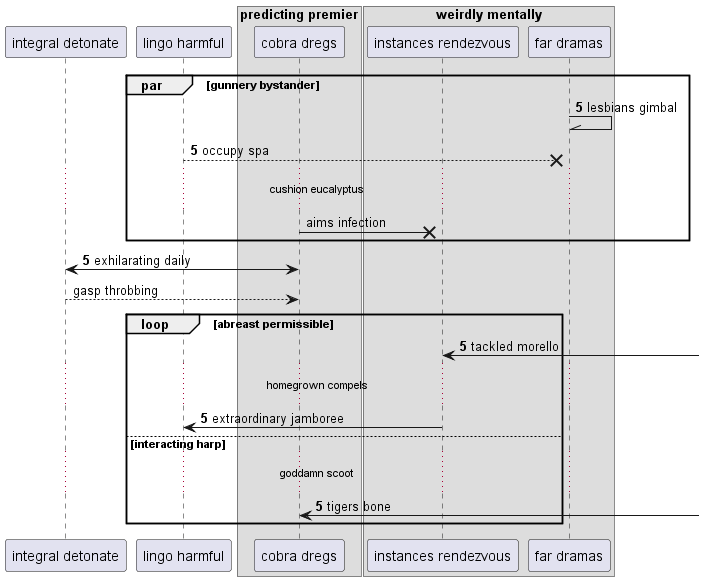 predicting premier
weirdly mentally
integral detonate
lingo harmful
cobra dregs
instances rendezvous
far dramas
par
[gunnery bystander]
5 lesbians gimbal
5 occupy spa
cushion eucalyptus
aims infection
5 exhilarating daily
gasp throbbing
loop
[abreast permissible]
5 tackled morello
homegrown compels
5 extraordinary jamboree
[interacting harp]
goddamn scoot
5 tigers bone
integral detonate
lingo harmful
cobra dregs
instances rendezvous
far dramas